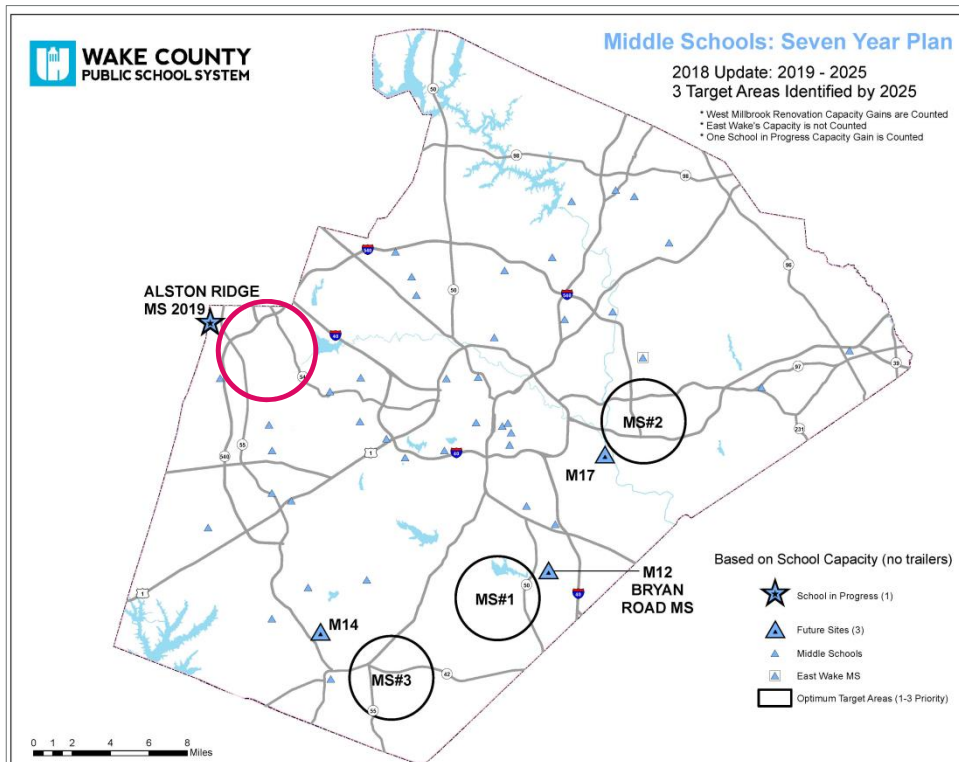 WAKE COUNTY
PUBLIC SCHOOL SYSTEM
Middle Schools: Seven Year Plan
2018 Update: 2019 - 2025
3 Target Areas Identified by 2025
* West Millbrook Renovation Capacity Gains are Counted
* East Wake's Capacity is not Counted
* One School in Progress Capacity Gain is Counted
50
98
98
540
50
540
96
ALSTON RIDGE
MS 2019
40
54
97
39
MS#2
231
55
540
1
40
M17
Based on School Capacity (no trailers)
M12
BRYAN
ROAD MS
50
40
1
MS#1
School in Progress (1)
M14
Future Sites (3)
Middle Schools
MS#3
42
East Wake MS
55
Optimum Target Areas (1-3 Priority)
0 1 2 4 6 8
Miles